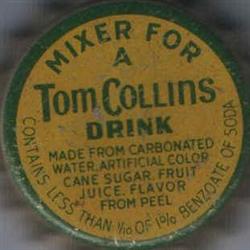 MIXER FOR
A
TOM COLLINS
DRINK
MADE FROM CARBONATED
WATER, ARTIFICIAL COLOR
CANE SUGAR, FRUIT
JUICE, FLAVOR
FROM PEEL
CONTAINS LESS THAN 1/10 OF 1% BENZOATE OF SODA